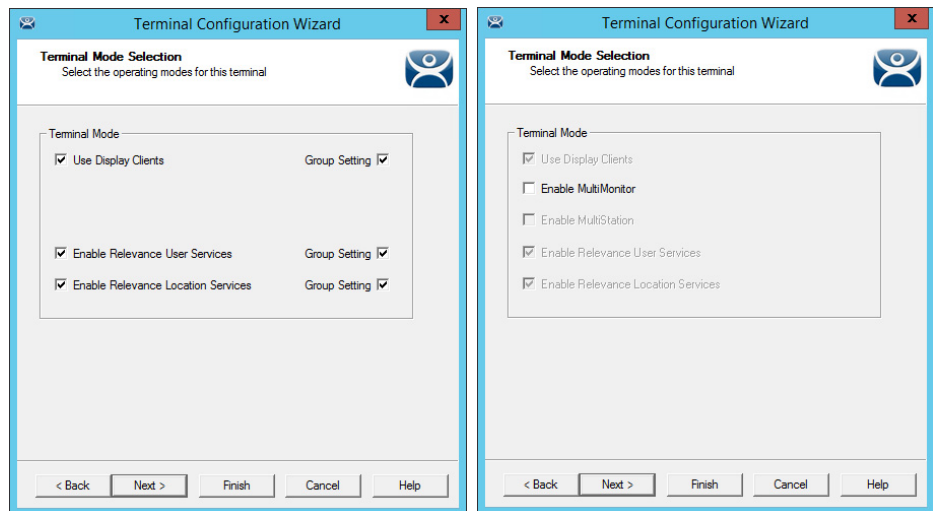 Terminal Configuration Wizard
x
Terminal Mode Selection
Select the operating modes for this terminal
Terminal Mode
Use Display Clients Group Setting
Enable Relevance User Services Group Setting
Enable Relevance Location Services Group Setting
< Back Next > Finish Cancel Help
Terminal Configuration Wizard
x
Terminal Mode Selection
Select the operating modes for this terminal
Terminal Mode
Use Display Clients
Enable MultiMonitor
Enable MultiStation
Enable Relevance User Services
Enable Relevance Location Services
< Back Next > Finish Cancel Help